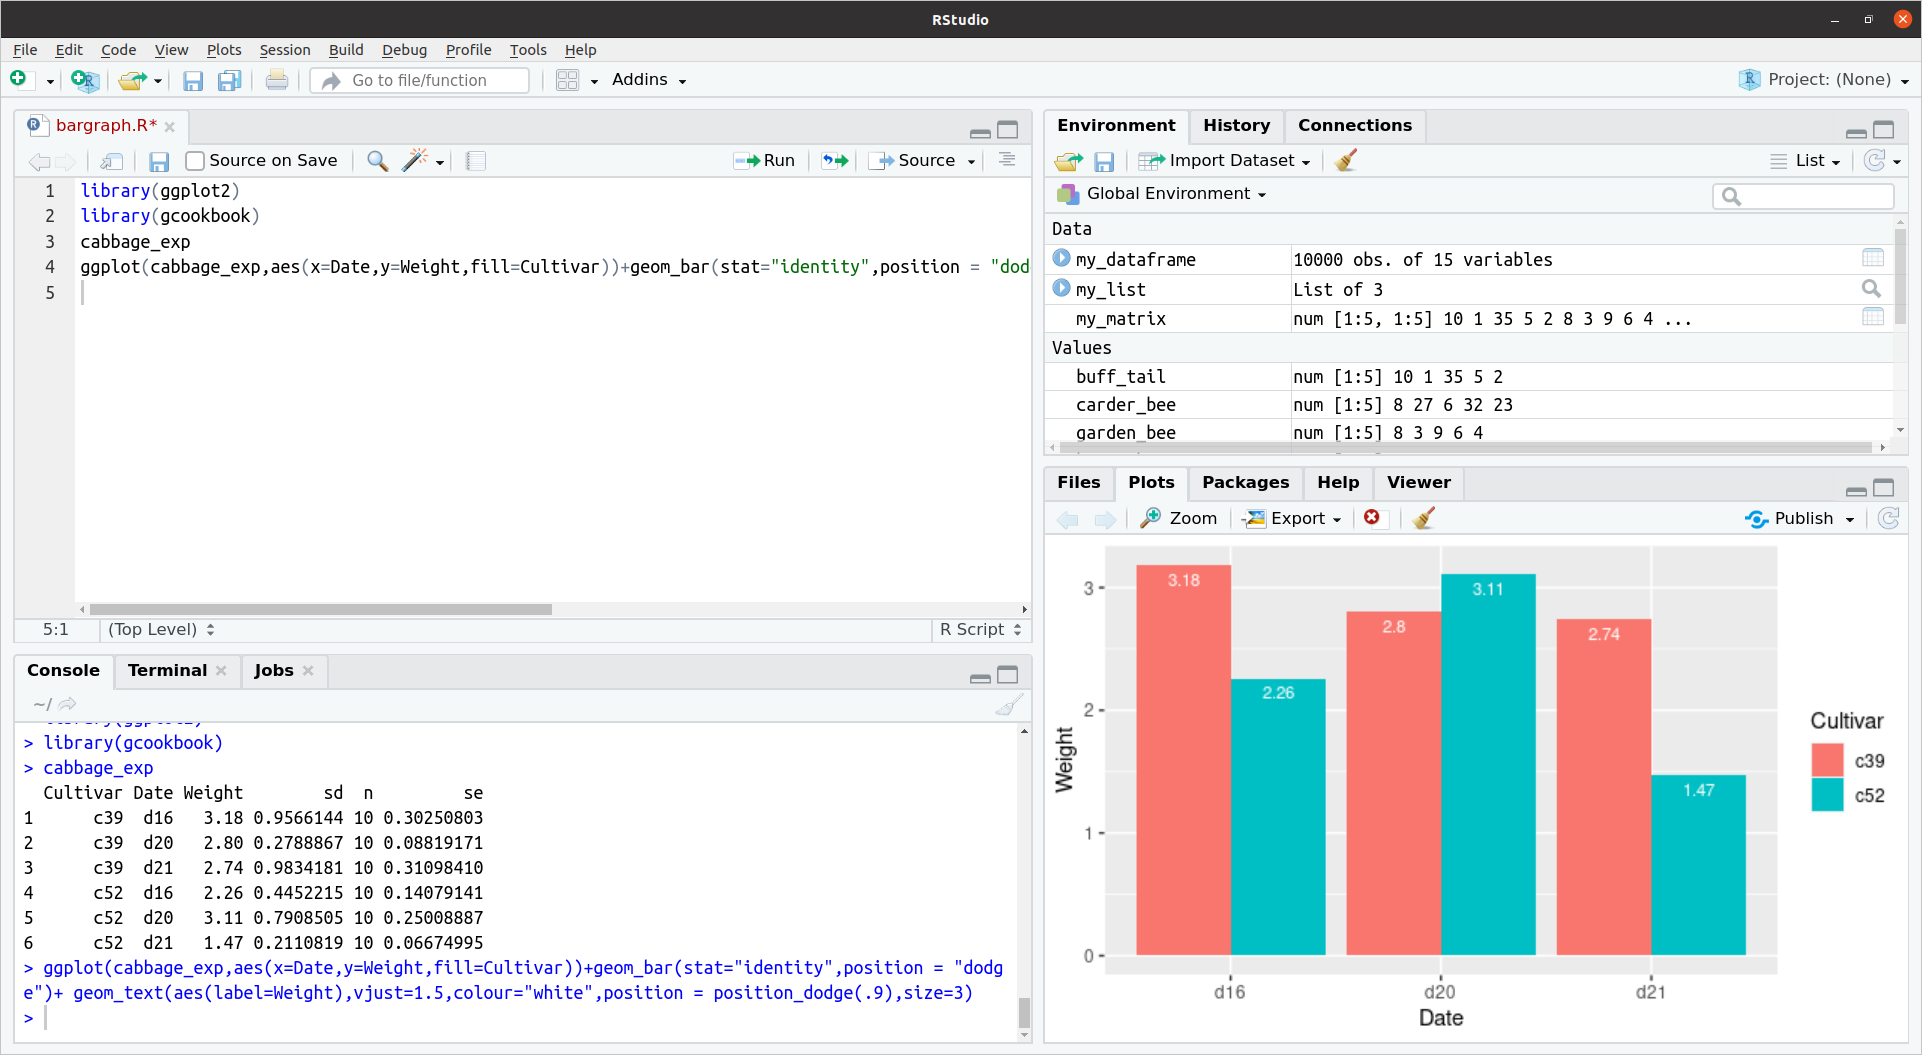 RStudio
File Edit Code View Plots Session Build Debug Profile Tools Help
Go to file/function Addins Project: (None)
bargraph.R*
Source on Save Run Source
1 library(ggplot2)
2 library(gcookbook)
3 cabbage_exp
4 ggplot(cabbage_exp,aes(x=Date,y=Weight,fill=Cultivar))+geom_bar(stat="identity",position = "dod
5
5:1 (Top Level) R Script
Console Terminal Jobs
~/
library(ggplot2)
> library(gcookbook)
> cabbage_exp
Cultivar Date Weight sd n se
1 c39 d16 3.18 0.9566144 10 0.30250803
2 c39 d20 2.80 0.2788867 10 0.08819171
3 c39 d21 2.74 0.9834181 10 0.31098410
4 c52 d16 2.26 0.4452215 10 0.14079141
5 c52 d20 3.11 0.7908505 10 0.25008887
6 c52 d21 1.47 0.2110819 10 0.06674995
> ggplot(cabbage_exp,aes(x=Date,y=Weight,fill=Cultivar))+geom_bar(stat="identity",position = "dodg
e")+ geom_text(aes(label=Weight),vjust=1.5,colour="white",position = position_dodge(.9),size=3)
>
Environment History Connections
Import Dataset List
Global Environment
Data
my_dataframe 10000 obs. of 15 variables
my_list List of 3
my_matrix num [1:5, 1:5] 10 1 35 5 2 8 3 9 6 4 ...
Values
buff_tail num [1:5] 10 1 35 5 2
carder_bee num [1:5] 8 27 6 32 23
garden_bee num [1:5] 8 3 9 6 4
Files Plots Packages Help Viewer
Zoom Export Publish
3.18
3
3.11
2.8
2.74
2.26
2
Weight
1.47
1
0
d16 d20 d21
Date
Cultivar
c39
c52